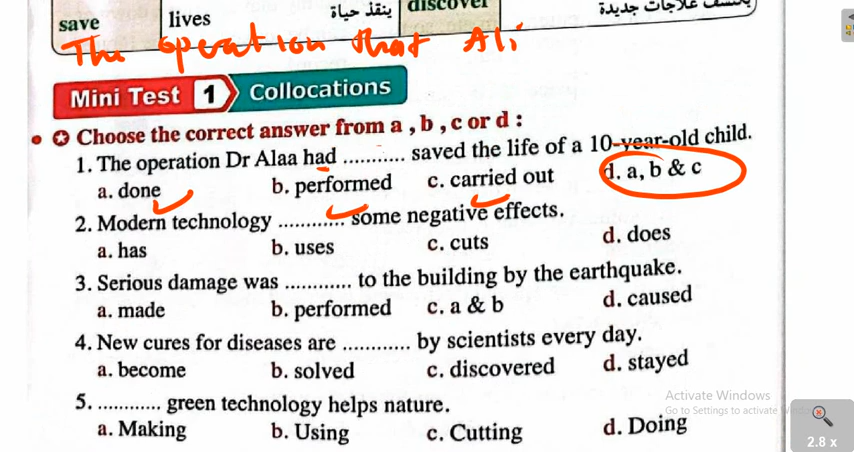 save lives ينقذ حياة discover يكتشف علاجات جديدة
The operation that Ali
Mini Test 1 Collocations
Choose the correct answer from a , b , c or d :
1. The operation Dr Alaa had ........... saved the life of a 10-year-old child.
a. done b. performed c. carried out d. a, b & c
2. Modern technology ............ some negative effects.
a. has b. uses c. cuts d. does
3. Serious damage was ............ to the building by the earthquake.
a. made b. performed c. a & b d. caused
4. New cures for diseases are ............ by scientists every day.
a. become b. solved c. discovered d. stayed
5. ............ green technology helps nature.
a. Making b. Using c. Cutting d. Doing
Activate Windows
Go to Settings to activate
2.8 x